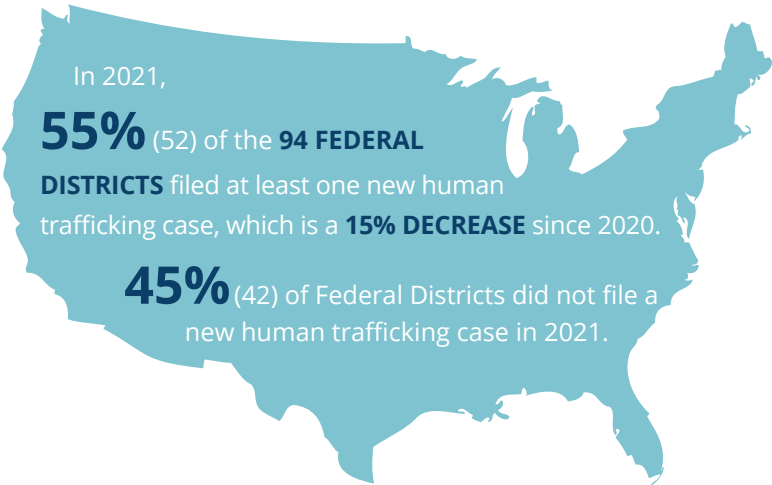 In 2021,
55% (52) of the 94 FEDERAL
DISTRICTS filed at least one new human
trafficking case, which is a 15% DECREASE since 2020.
45% (42) of Federal Districts did not file a
new human trafficking case in 2021.